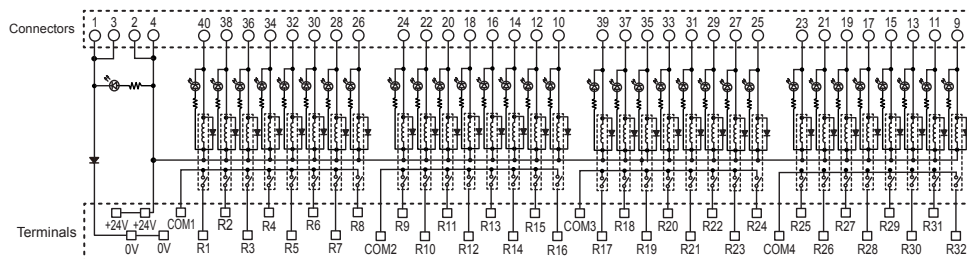 1 3 2 4 40 38 36 34 32 30 28 26 24 22 20 18 16 14 12 10 39 37 35 33 31 29 27 25 23 21 19 17 15 13 11 9
Connectors
COM1 R2 R4 R6 R8 R9 R11 R13 R15 COM3 R18 R20 R22 R24 R25 R27 R29 R31
+24V +24V
Terminals
0V 0V R1 R3 R5 R7 COM2 R10 R12 R14 R16 R17 R19 R21 R23 COM4 R26 R28 R30 R32